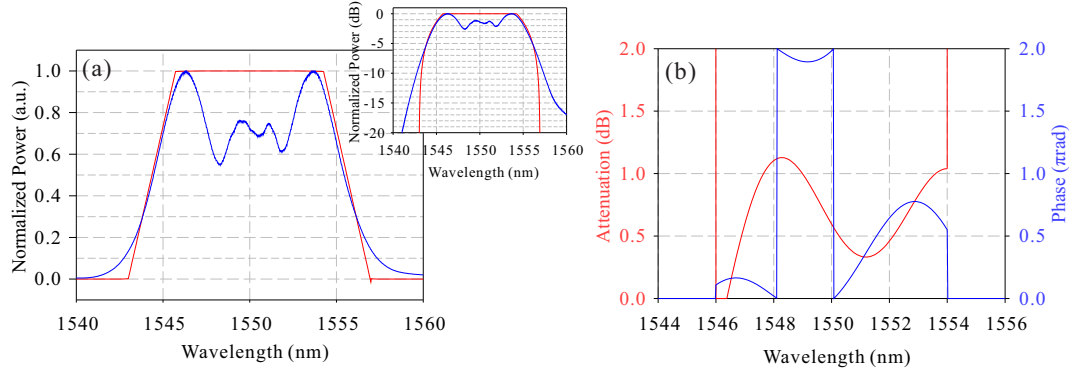 (a)
Normalized Power (a.u.)
1.0
0.8
0.6
0.4
0.2
0.0
1540 1545 1550 1555 1560
Wavelength (nm)
Normalized Power (dB)
0
-5
-10
-15
-20
1540 1545 1550 1555 1560
Wavelength (nm)
(b)
Attenuation (dB)
2.0
1.5
1.0
0.5
0.0
2.0
1.5
1.0
0.5
0.0
Phase (πrad)
1544 1546 1548 1550 1552 1554 1556
Wavelength (nm)